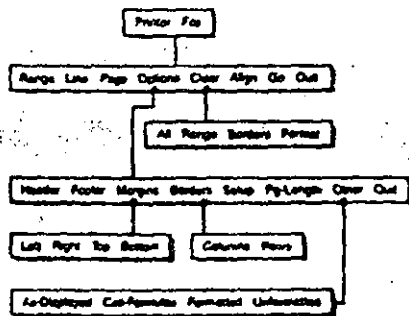 Printer File
Range Line Page Options Clear Align Go Quit
All Range Borders Format
Header Footer Margins Borders Setup Pg-Length Other Quit
Left Right Top Bottom
Columns Rows
As-Displayed Cell-Formulas Formatted Unformatted